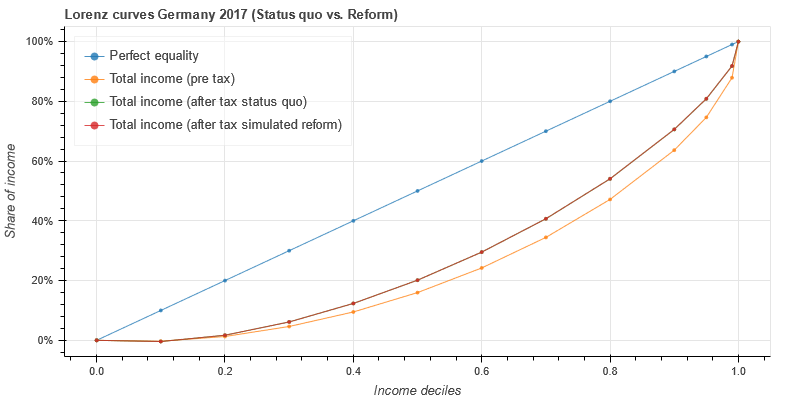 Lorenz curves Germany 2017 (Status quo vs. Reform)
Perfect equality
Total income (pre tax)
Total income (after tax status quo)
Total income (after tax simulated reform)
Share of income
100%
80%
60%
40%
20%
0%
0.0 0.2 0.4 0.6 0.8 1.0
Income deciles